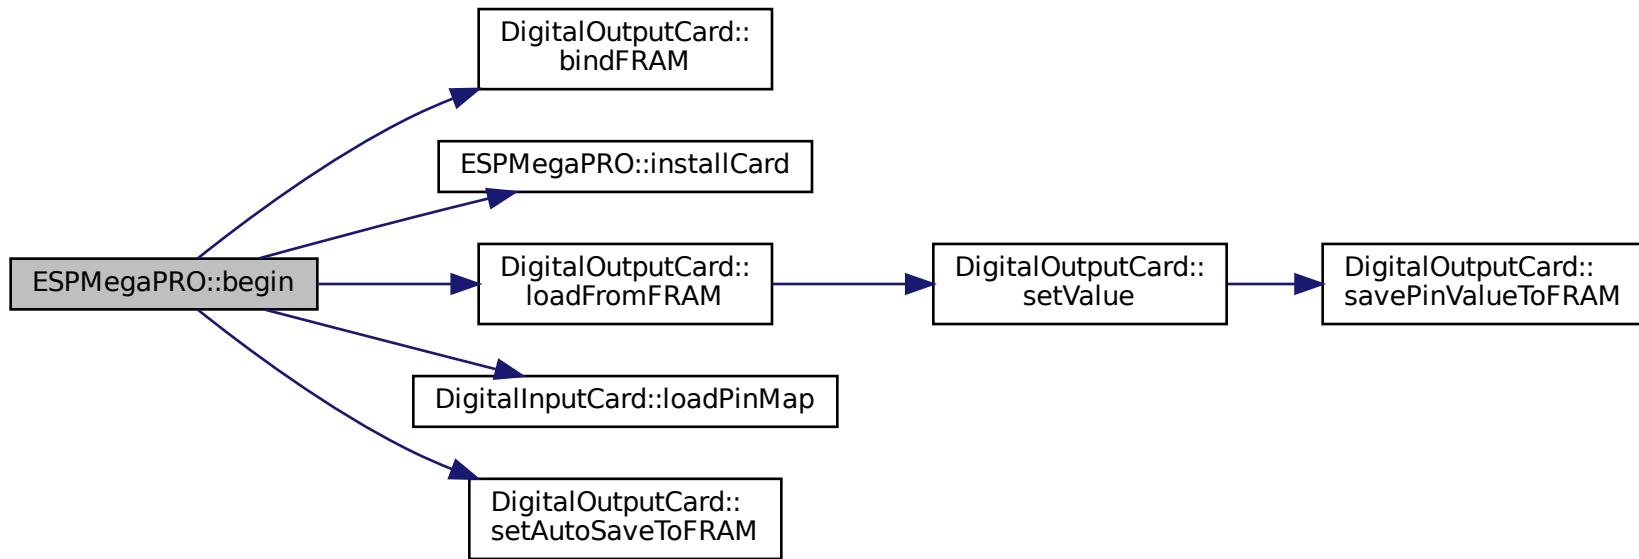 DigitalOutputCard::
bindFRAM
ESPMegaPRO::installCard
ESPMegaPRO::begin
DigitalOutputCard::
loadFromFRAM
DigitalOutputCard::
setValue
DigitalOutputCard::
savePinValueToFRAM
DigitalInputCard::loadPinMap
DigitalOutputCard::
setAutoSaveToFRAM